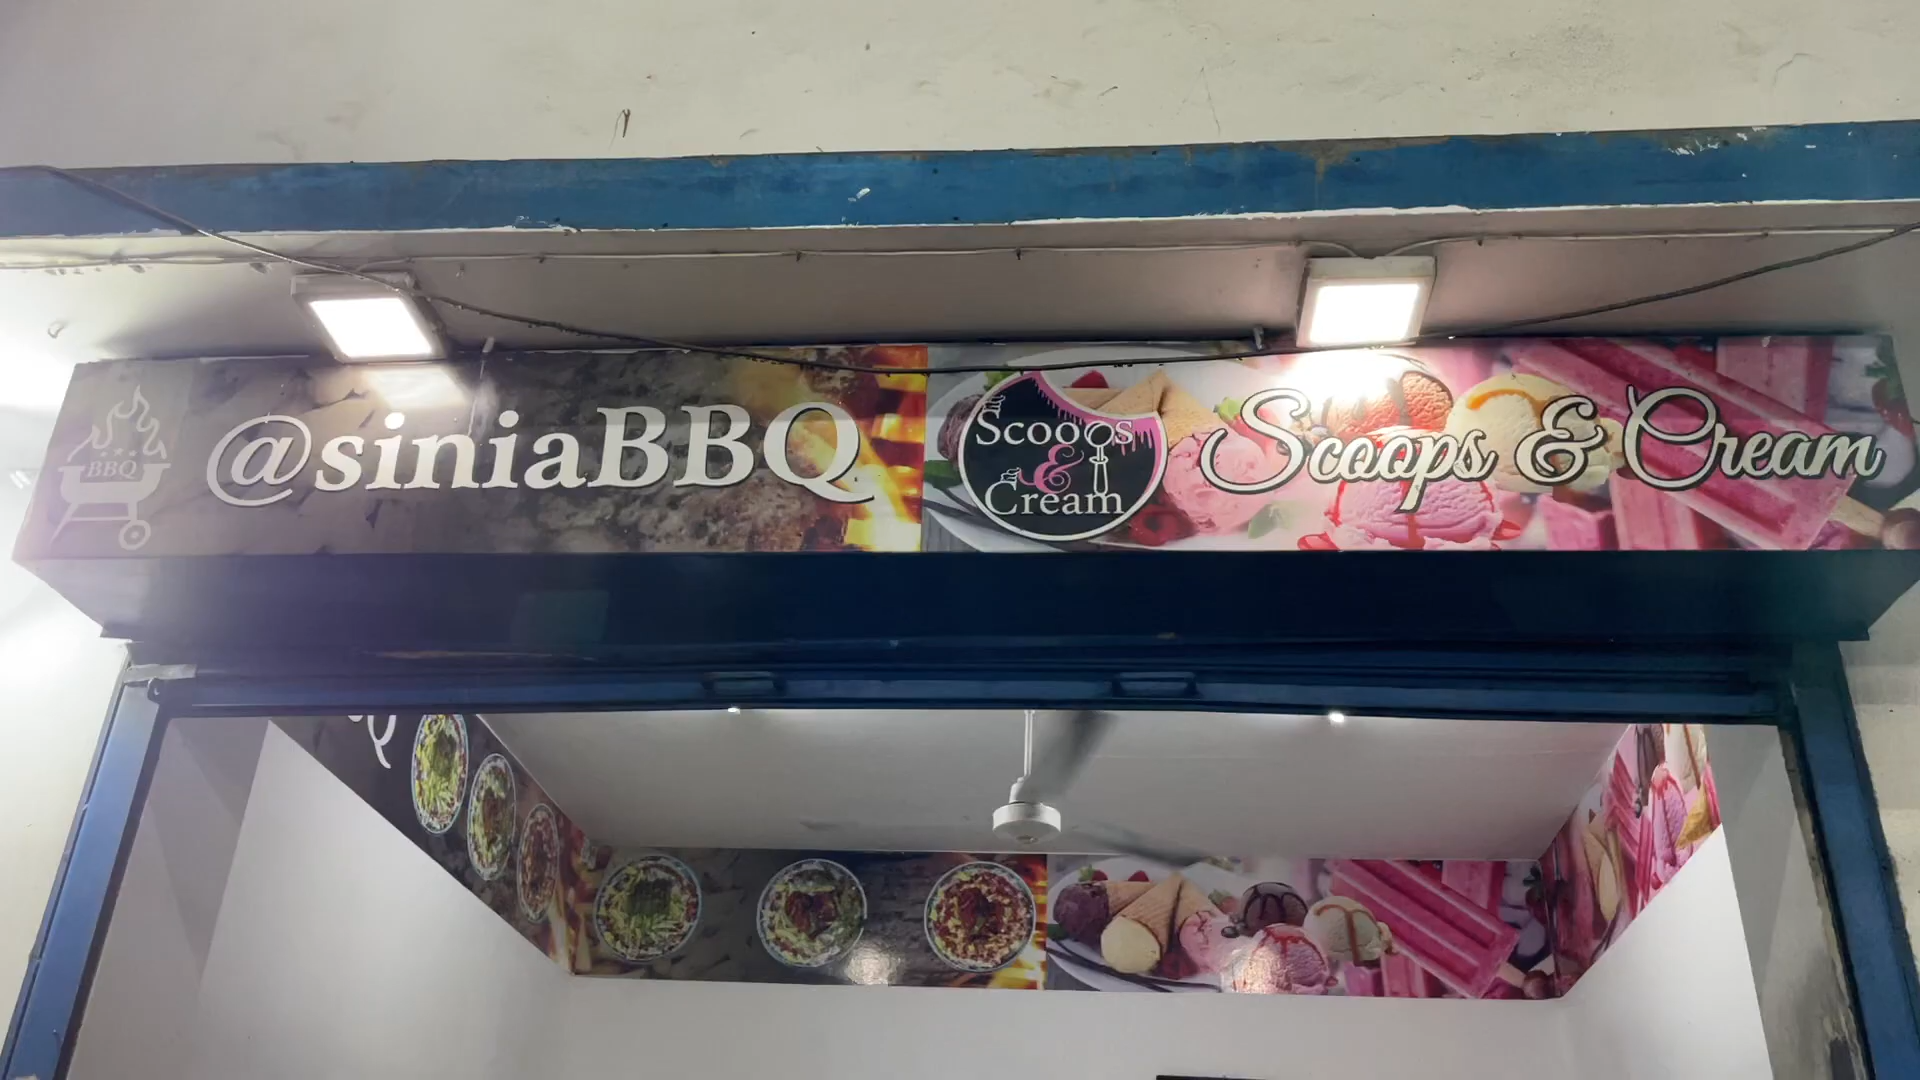 BBQ
@siniaBBQ
Scoops
&
Cream
Scoops & Cream
Q